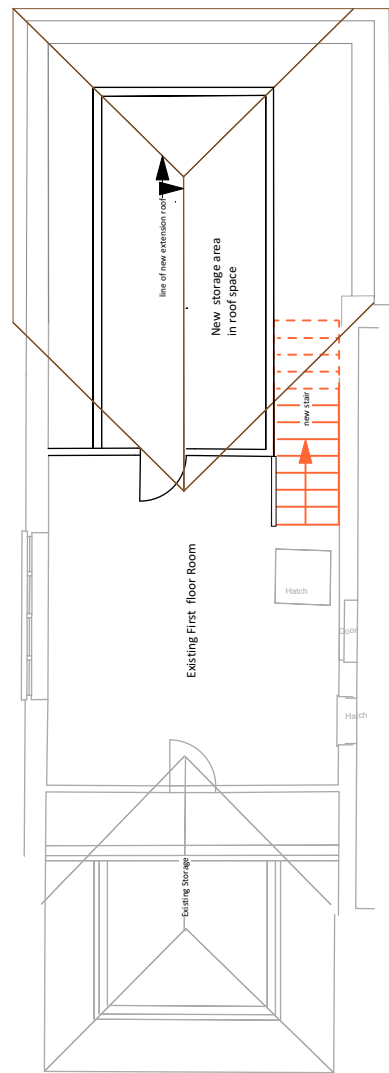 line of new extension roof
New storage area
in roof space
new stair
Existing First floor Room
Hatch
Door
Hatch
Existing Storage